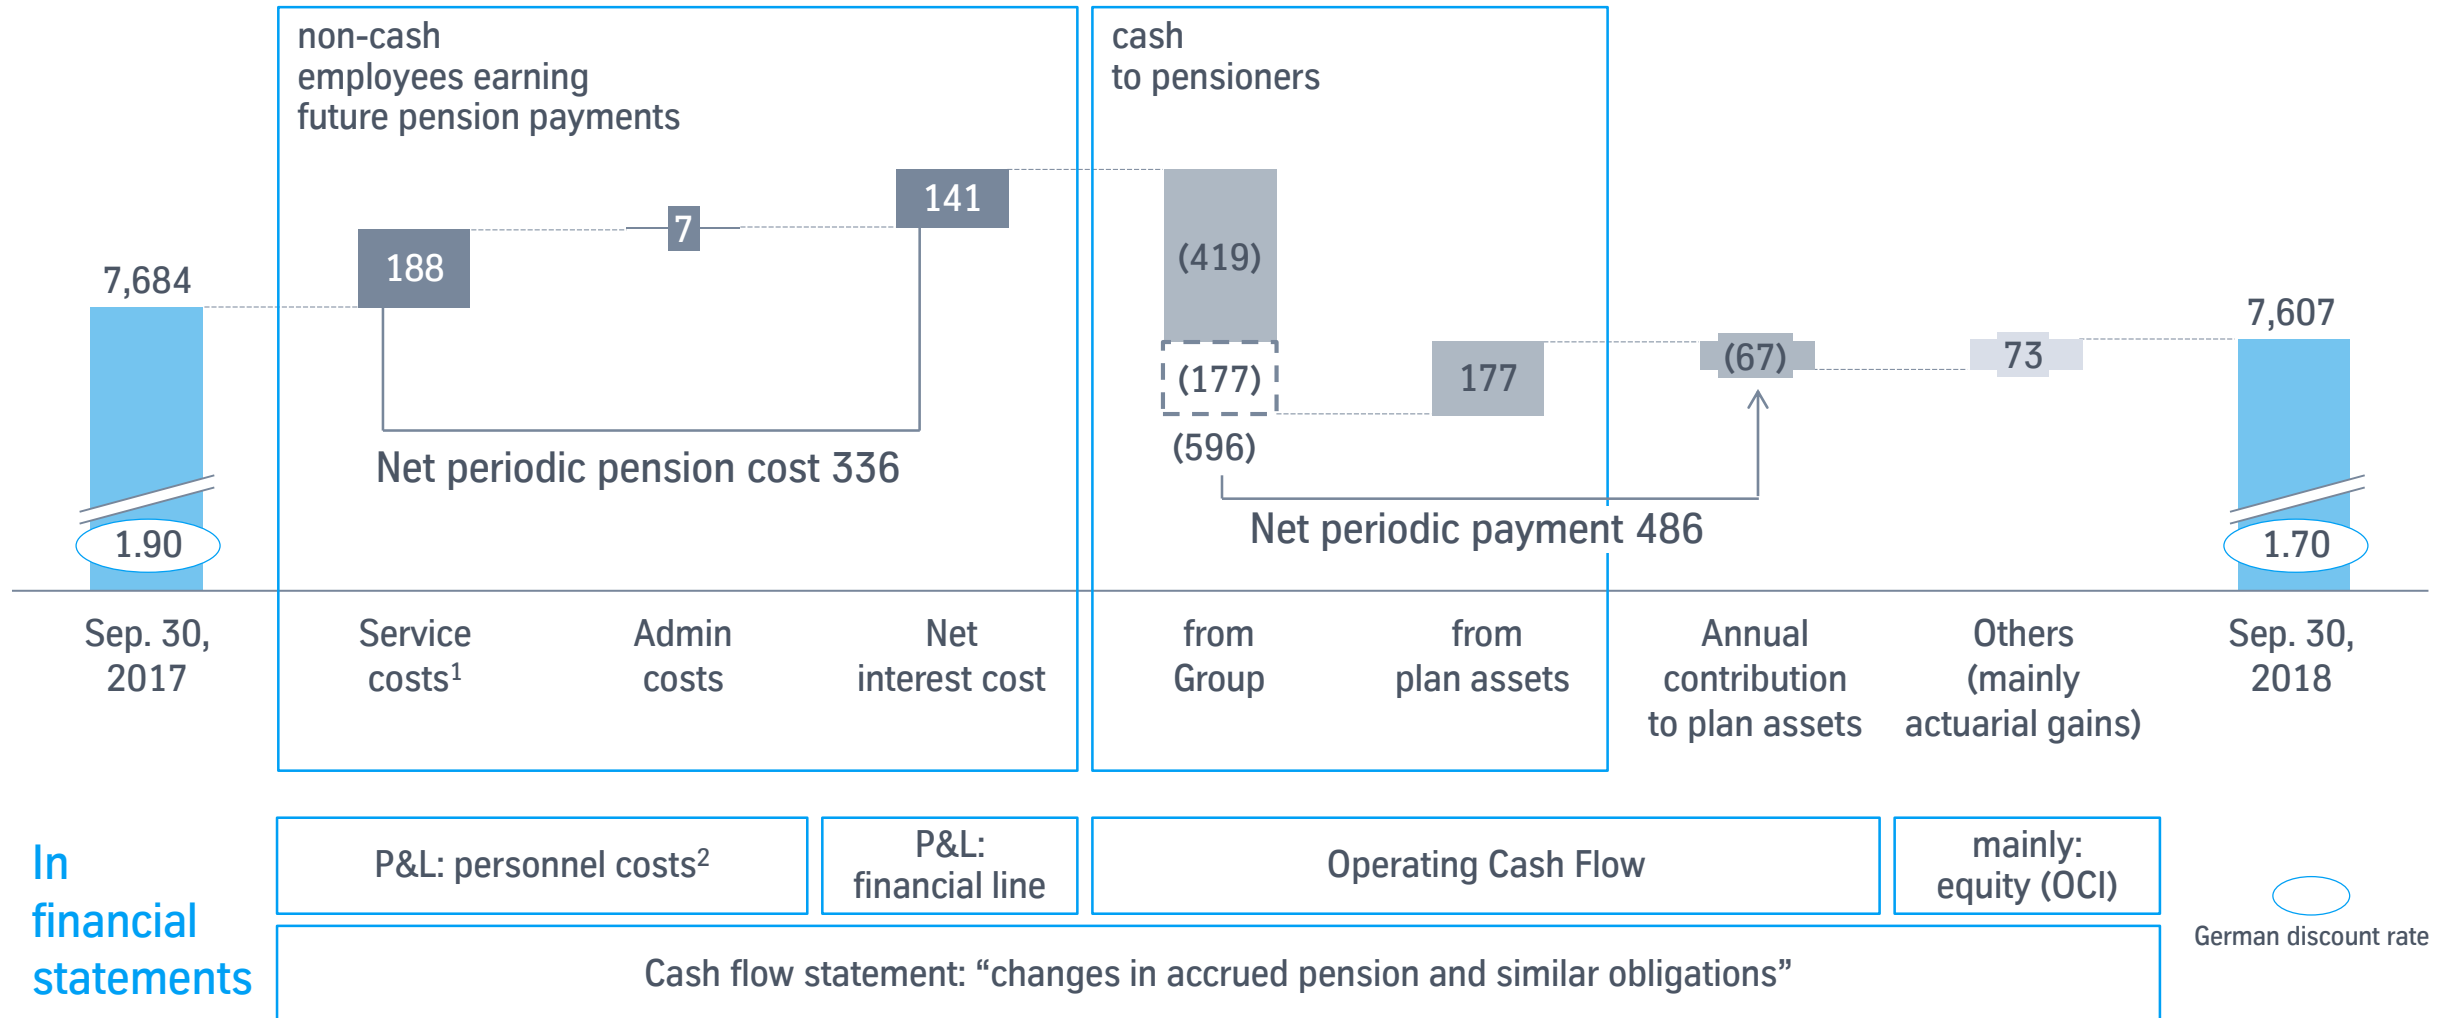 non-cash
employees earning
future pension payments
cash
to pensioners
7,684
188
7
141
(419)
(177)
(596)
177
(67)
73
7,607
Net periodic pension cost 336
Net periodic payment 486
1.90
1.70
Sep. 30,
2017
Service
costs¹
Admin
costs
Net
interest cost
from
Group
from
plan assets
Annual
contribution
to plan assets
Others
(mainly
actuarial gains)
Sep. 30,
2018
In
financial
statements
P&L: personnel costs²
P&L:
financial line
Operating Cash Flow
mainly:
equity (OCI)
German discount rate
Cash flow statement: “changes in accrued pension and similar obligations”